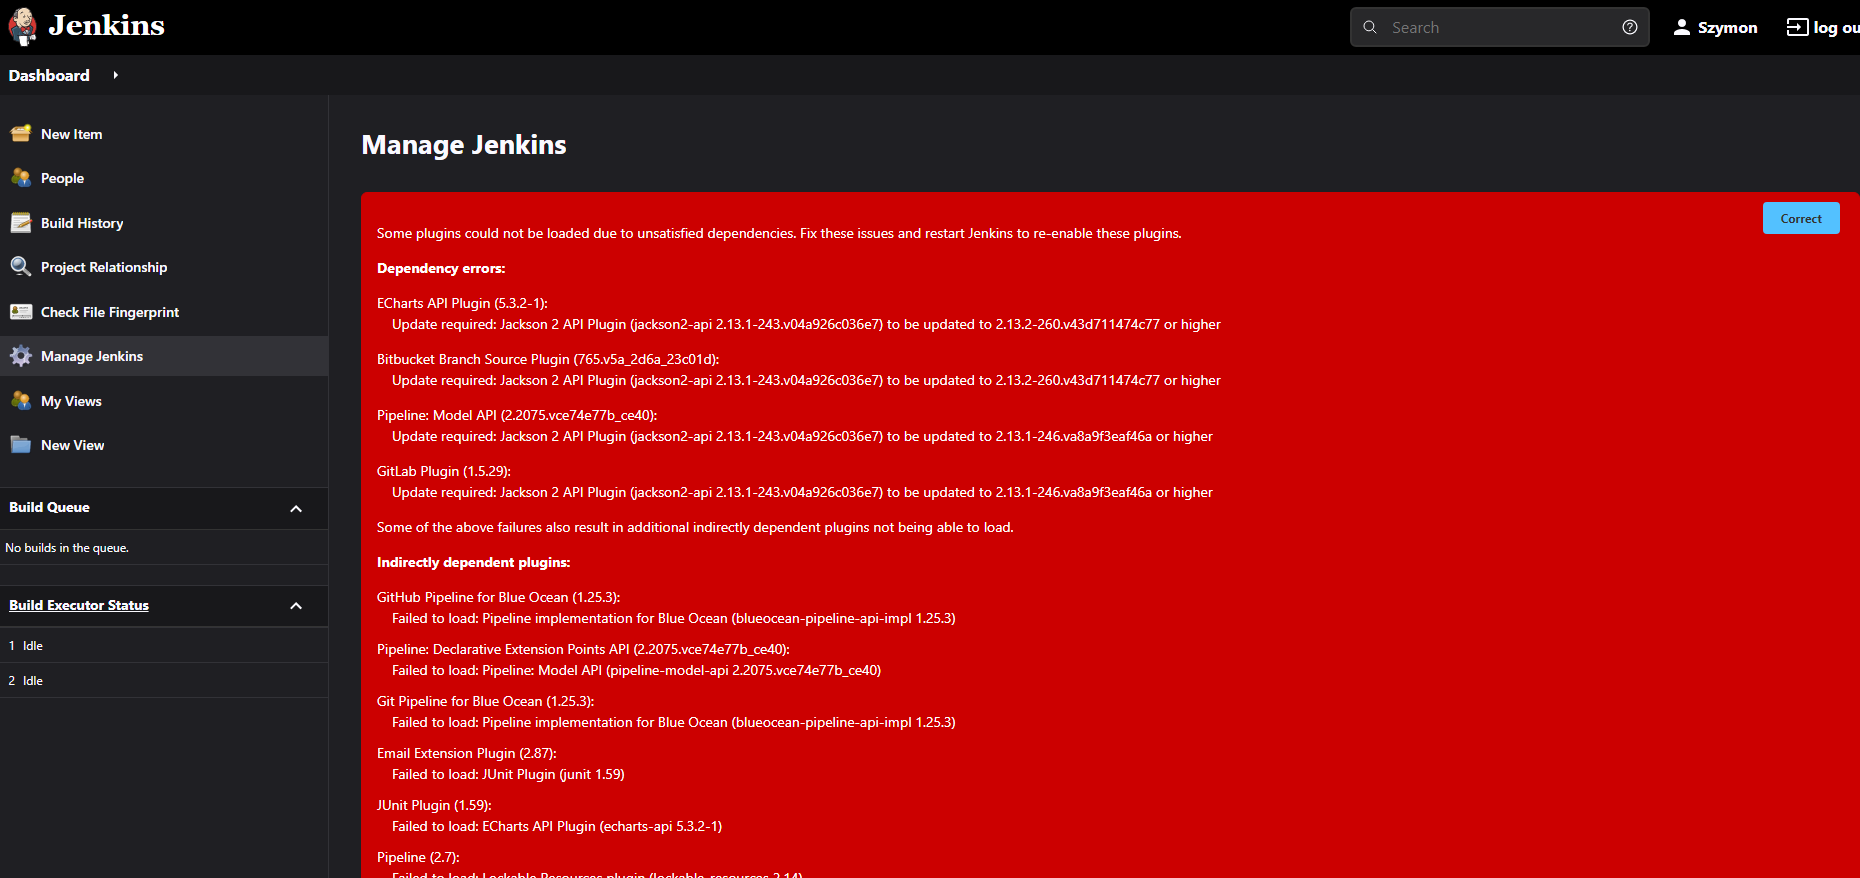 Jenkins
Search
Szymon
log ou
Dashboard
New Item
People
Build History
Project Relationship
Check File Fingerprint
Manage Jenkins
My Views
New View
Build Queue
No builds in the queue.
Build Executor Status
1 Idle
2 Idle
Manage Jenkins
Correct
Some plugins could not be loaded due to unsatisfied dependencies. Fix these issues and restart Jenkins to re-enable these plugins.
Dependency errors:
ECharts API Plugin (5.3.2-1):
Update required: Jackson 2 API Plugin (jackson2-api 2.13.1-243.v04a926c036e7) to be updated to 2.13.2-260.v43d711474c77 or higher
Bitbucket Branch Source Plugin (765.v5a_2d6a_23c01d):
Update required: Jackson 2 API Plugin (jackson2-api 2.13.1-243.v04a926c036e7) to be updated to 2.13.2-260.v43d711474c77 or higher
Pipeline: Model API (2.2075.vce74e77b_ce40):
Update required: Jackson 2 API Plugin (jackson2-api 2.13.1-243.v04a926c036e7) to be updated to 2.13.1-246.va8a9f3eaf46a or higher
GitLab Plugin (1.5.29):
Update required: Jackson 2 API Plugin (jackson2-api 2.13.1-243.v04a926c036e7) to be updated to 2.13.1-246.va8a9f3eaf46a or higher
Some of the above failures also result in additional indirectly dependent plugins not being able to load.
Indirectly dependent plugins:
GitHub Pipeline for Blue Ocean (1.25.3):
Failed to load: Pipeline implementation for Blue Ocean (blueocean-pipeline-api-impl 1.25.3)
Pipeline: Declarative Extension Points API (2.2075.vce74e77b_ce40):
Failed to load: Pipeline: Model API (pipeline-model-api 2.2075.vce74e77b_ce40)
Git Pipeline for Blue Ocean (1.25.3):
Failed to load: Pipeline implementation for Blue Ocean (blueocean-pipeline-api-impl 1.25.3)
Email Extension Plugin (2.87):
Failed to load: JUnit Plugin (junit 1.59)
JUnit Plugin (1.59):
Failed to load: ECharts API Plugin (echarts-api 5.3.2-1)
Pipeline (2.7):
Failed to load: Lockable Resources plugin (lockable-resources 2.14)